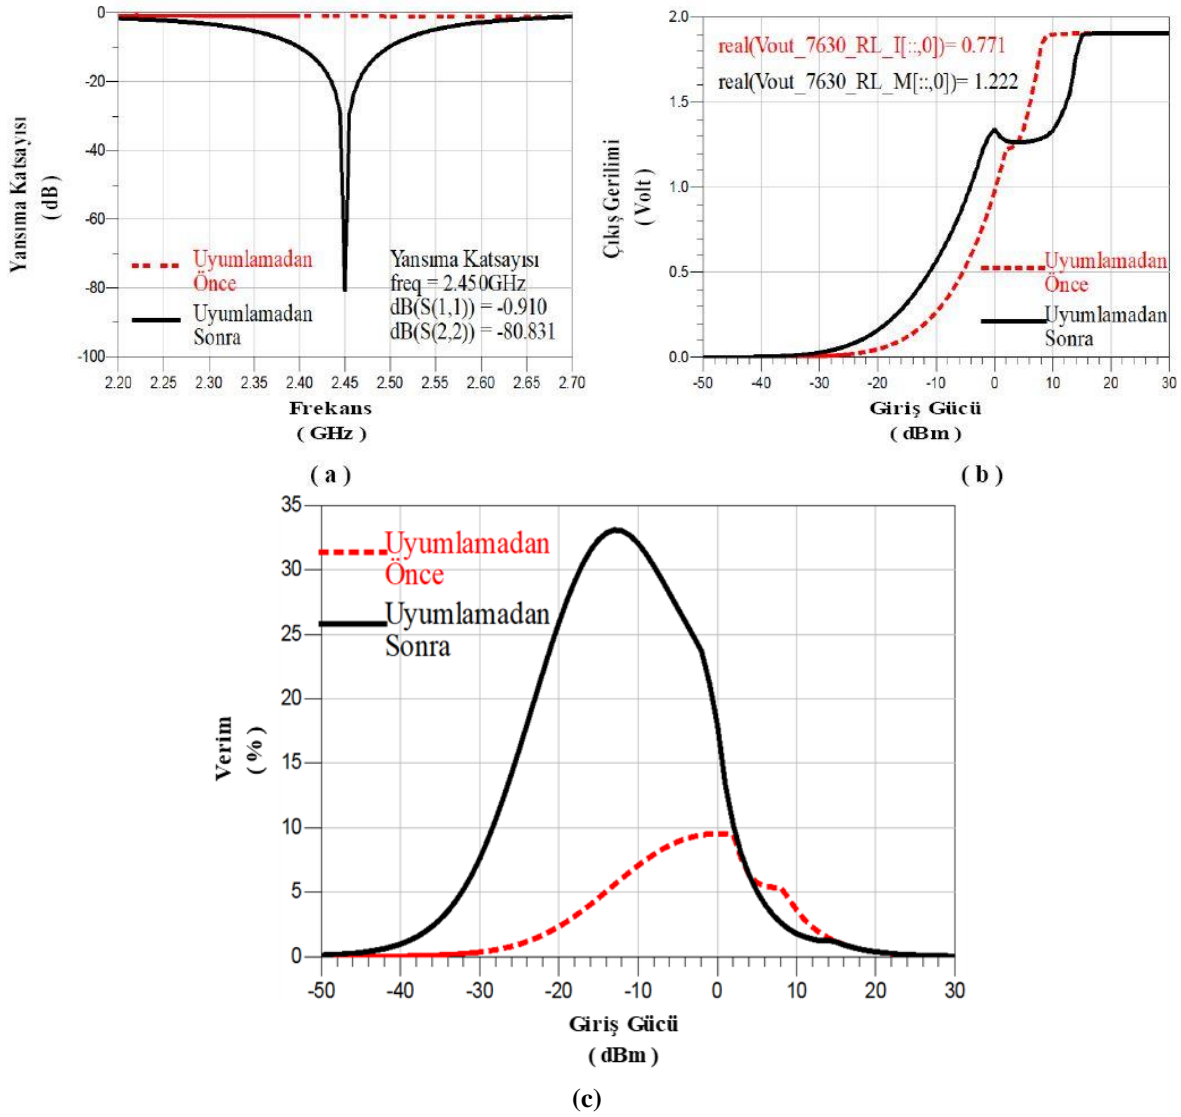 0
-20
-40
-60
-80
-100
Yansıma Katsayısı
( dB )
Uyumlamadan
Önce
Uyumlamadan
Sonra
Yansıma Katsayısı
freq = 2.450GHz
dB(S(1,1)) = -0.910
dB(S(2,2)) = -80.831
2.20 2.25 2.30 2.35 2.40 2.45 2.50 2.55 2.60 2.65 2.70
Frekans
( GHz )
( a )
2.0
1.5
1.0
0.5
0.0
Çıkış Gerilimi
( Volt )
real(Vout_7630_RL_I[::,0])= 0.771
real(Vout_7630_RL_M[::,0])= 1.222
Uyumlamadan
Önce
Uyumlamadan
Sonra
-50 -40 -30 -20 -10 0 10 20 30
Giriş Gücü
( dBm )
( b )
35
30
25
20
15
10
5
0
Verim
( % )
Uyumlamadan
Önce
Uyumlamadan
Sonra
-50 -40 -30 -20 -10 0 10 20 30
Giriş Gücü
( dBm )
(c)